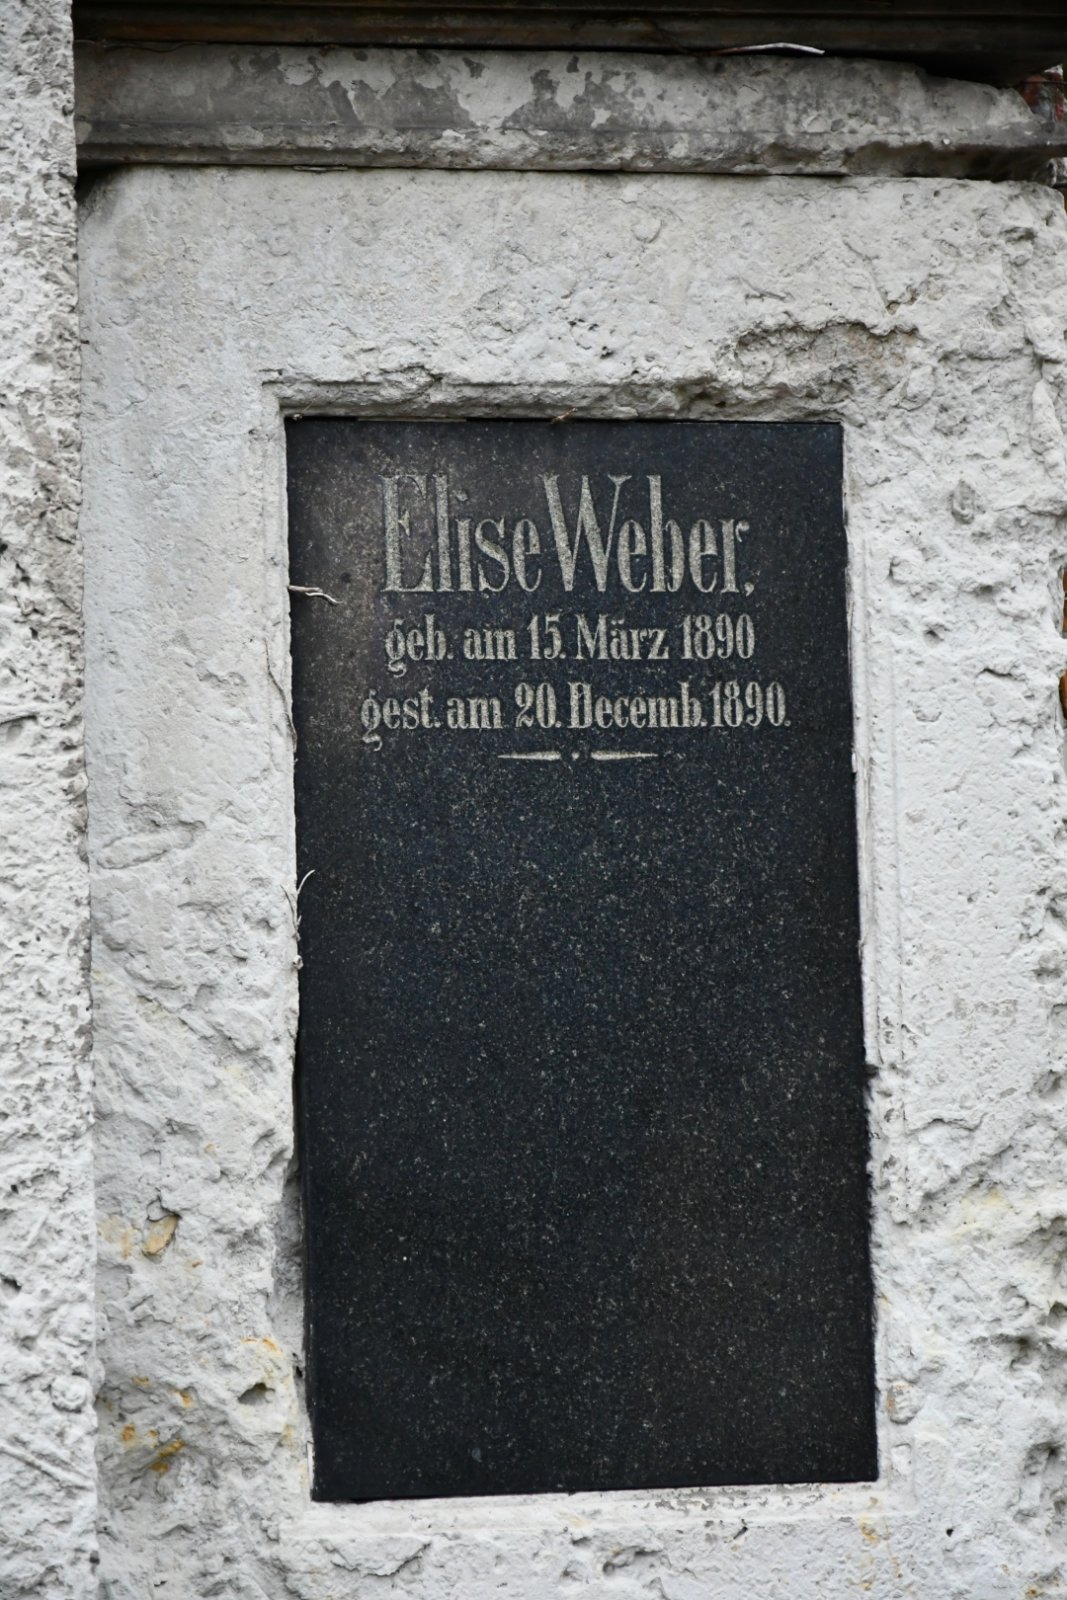 Elise Weber,
geb. am 15. März 1890
gest. am 20. Decemb. 1890.